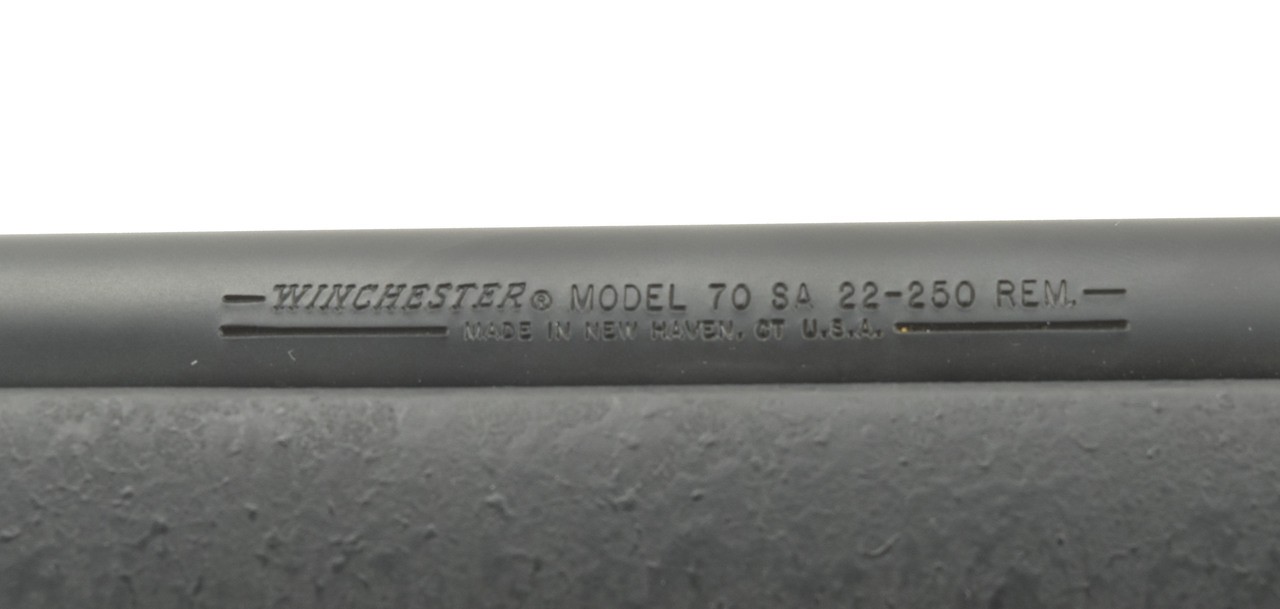 WINCHESTER® MODEL 70 SA 22-250 REM.
MADE IN NEW HAVEN, CT U.S.A.